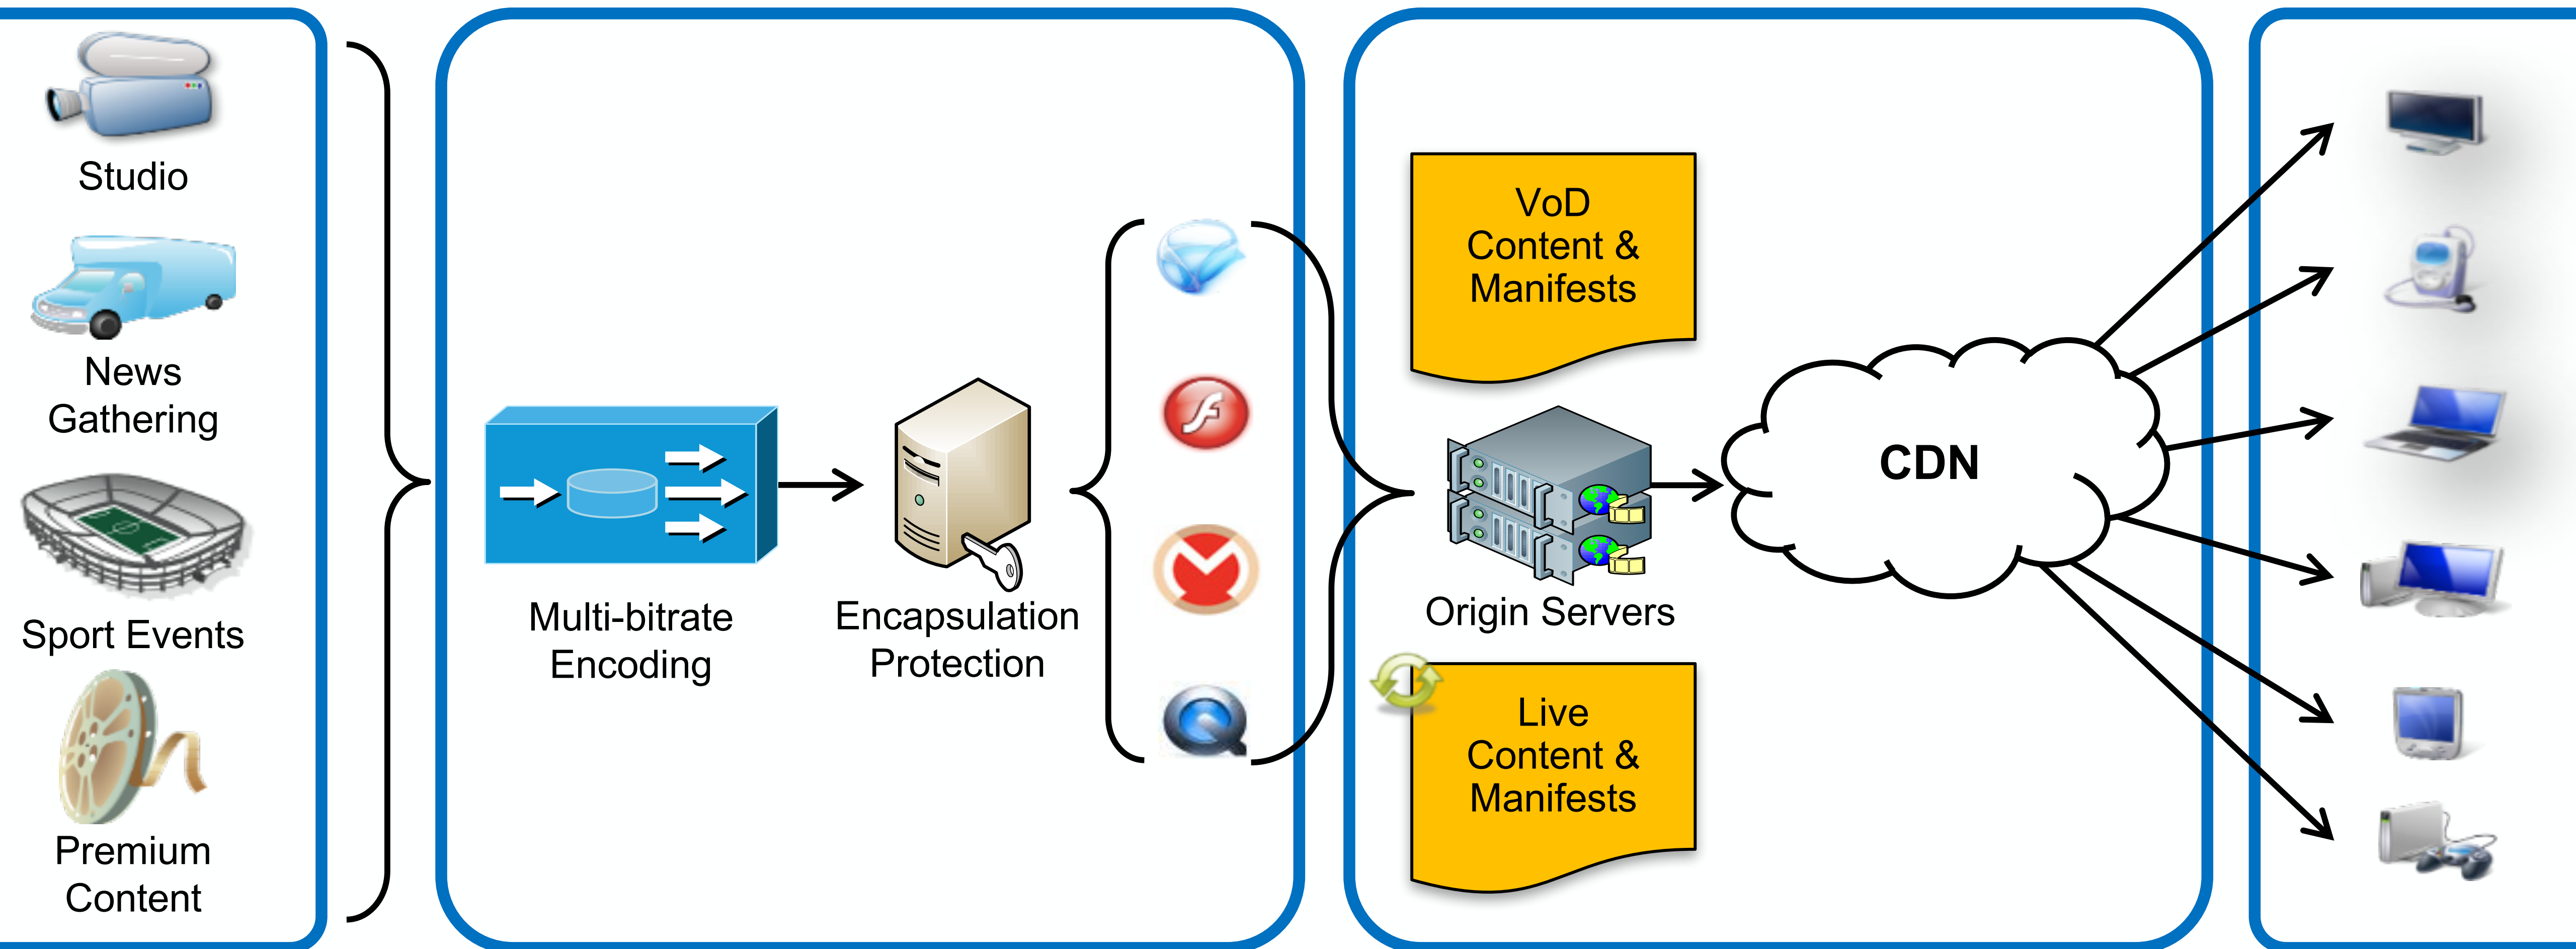 Studio
News
Gathering
Sport Events
Premium
Content
Multi-bitrate
Encoding
Encapsulation
Protection
VoD
Content &
Manifests
Origin Servers
Live
Content &
Manifests
CDN